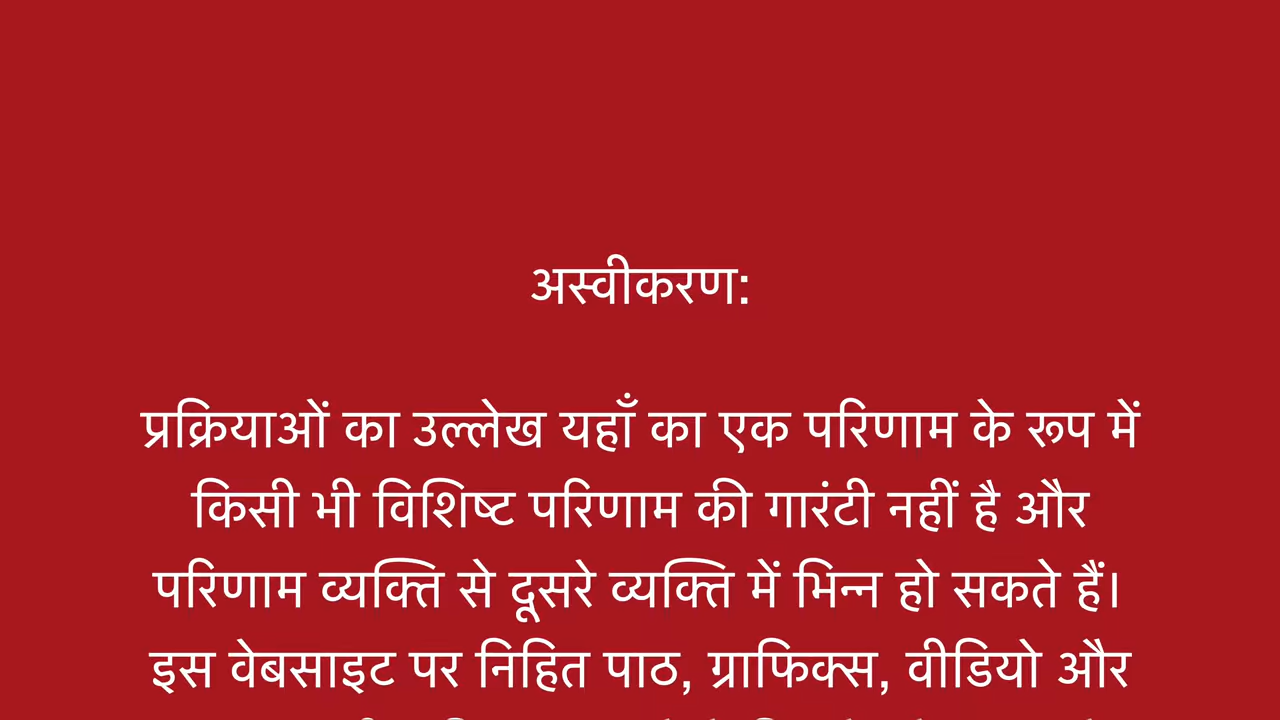 अस्वीकरण:
प्रक्रियाओं का उल्लेख यहाँ का एक परिणाम के रूप में
किसी भी विशिष्ट परिणाम की गारंटी नहीं है और
परिणाम व्यक्ति से दूसरे व्यक्ति में भिन्न हो सकते हैं।
इस वेबसाइट पर निहित पाठ, ग्राफिक्स, वीडियो और